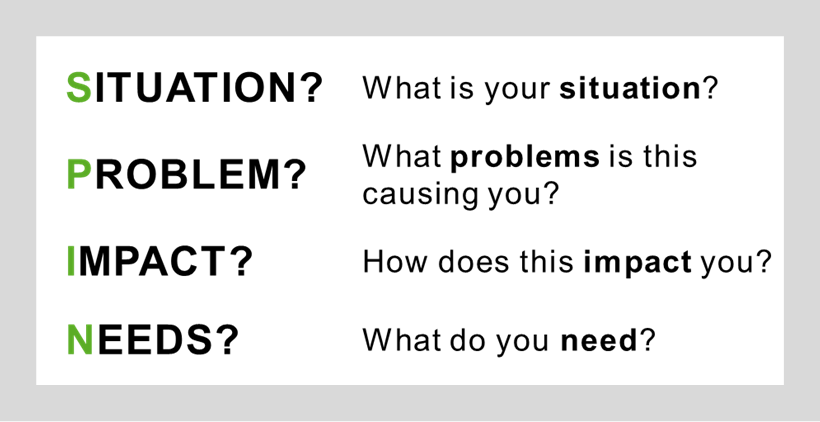 SITUATION? What is your situation?
PROBLEM? What problems is this
causing you?
IMPACT? How does this impact you?
NEEDS? What do you need?